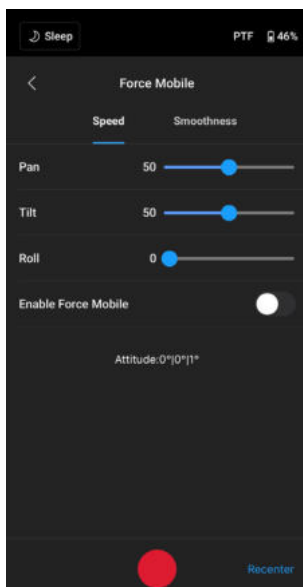 Sleep PTF 46%
Force Mobile
Speed Smoothness
Pan 50
Tilt 50
Roll 0
Enable Force Mobile
Attitude:0°|0°|1°
Recenter